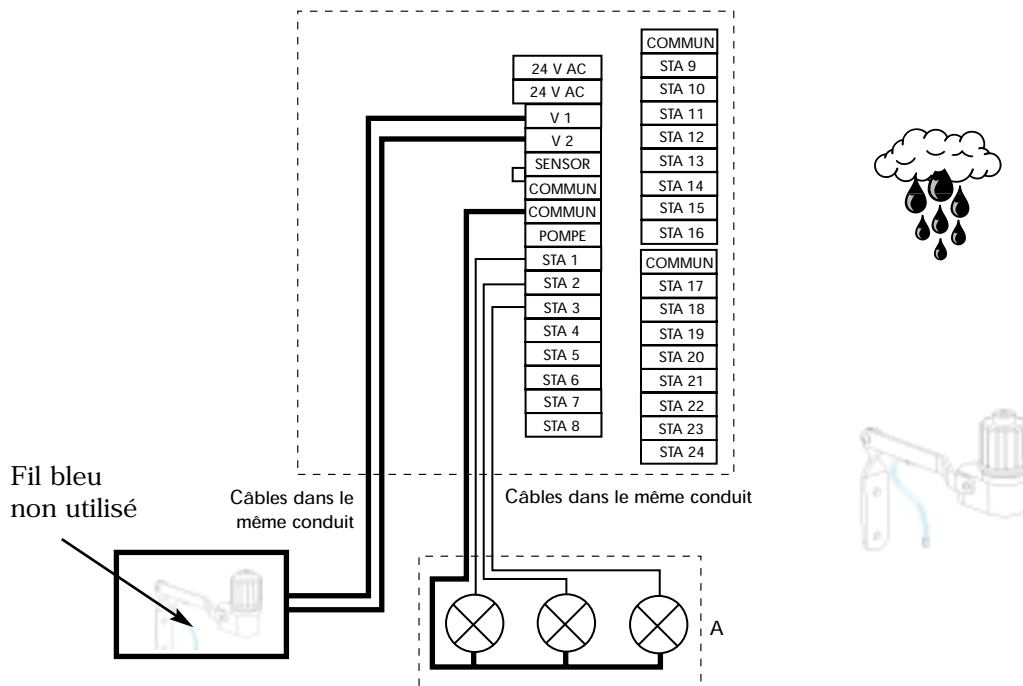 24 V AC
24 V AC
V 1
V 2
SENSOR
COMMUN
COMMUN
POMPE
STA 1
STA 2
STA 3
STA 4
STA 5
STA 6
STA 7
STA 8
COMMUN
STA 9
STA 10
STA 11
STA 12
STA 13
STA 14
STA 15
STA 16
COMMUN
STA 17
STA 18
STA 19
STA 20
STA 21
STA 22
STA 23
STA 24
Fil bleu
non utilisé
Câbles dans le
même conduit
Câbles dans le même conduit
A